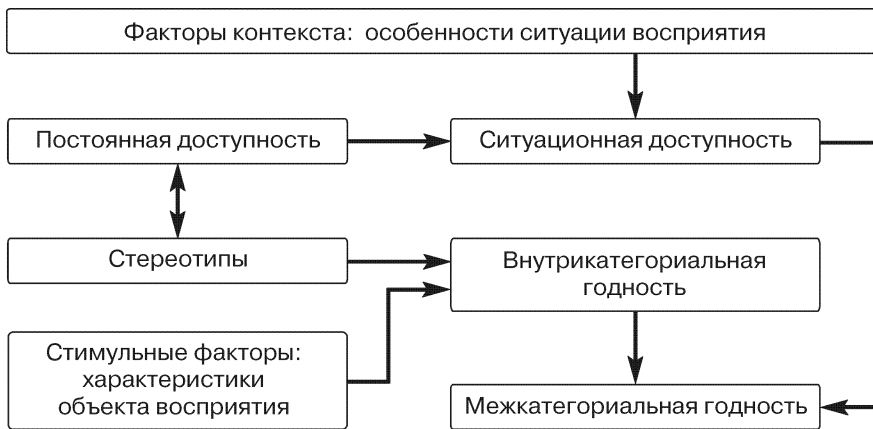 Факторы контекста: особенности ситуации восприятия
Постоянная доступность
Ситуационная доступность
Стереотипы
Внутрикатегориальная
годность
Стимульные факторы:
характеристики
объекта восприятия
Межкатегориальная годность